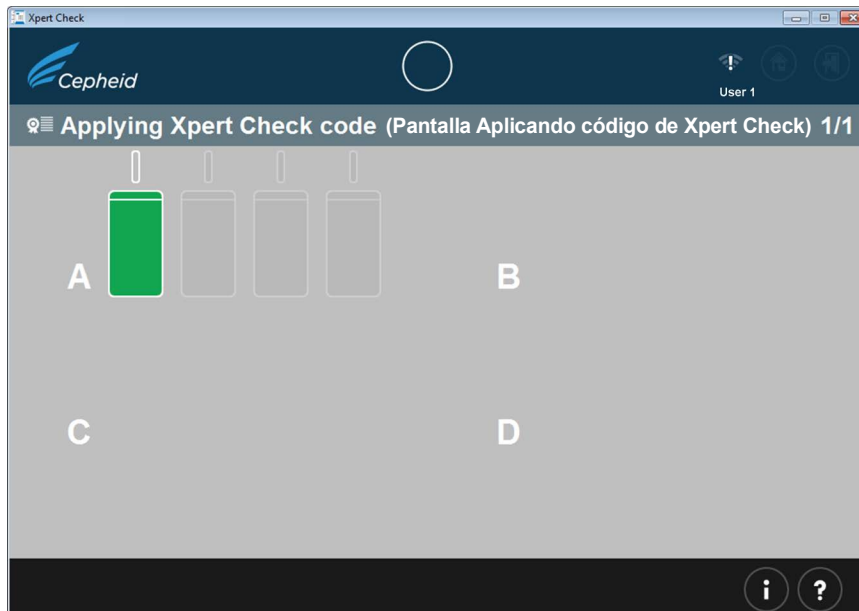 Xpert Check
Cepheid
User 1
Applying Xpert Check code (Pantalla Aplicando código de Xpert Check) 1/1
A
B
C
D
i ?